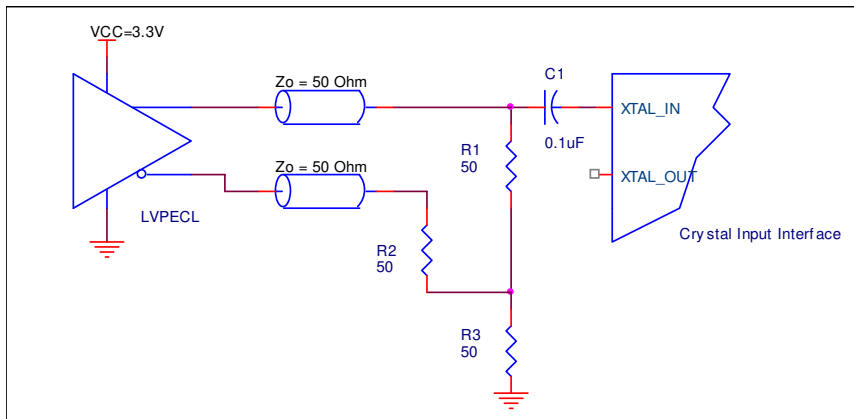 VCC=3.3V
Zo = 50 Ohm
C1
XTAL_IN
0.1uF
R1
50
Zo = 50 Ohm
XTAL_OUT
LVPECL
Crystal Input Interface
R2
50
R3
50